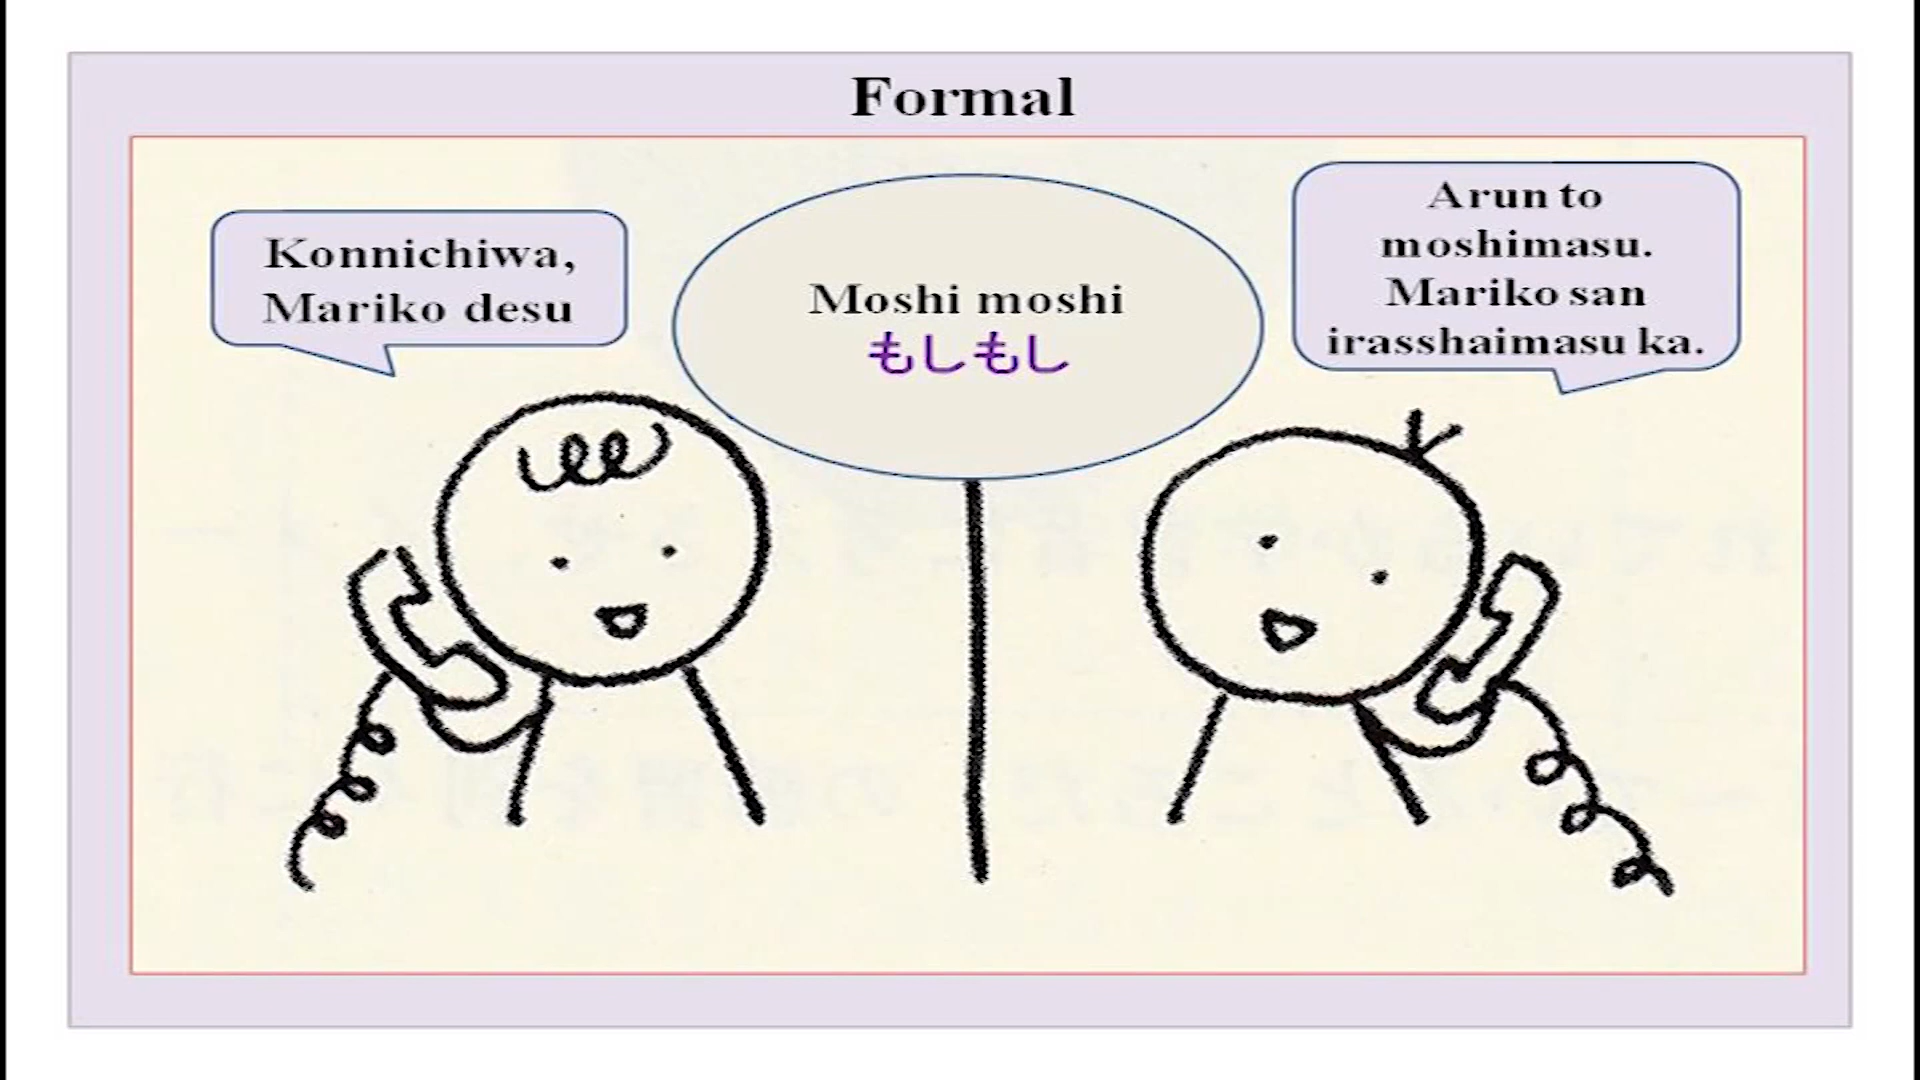 Formal
Konnichiwa,
Mariko desu
Moshi moshi
もしもし
Arun to
moshimasu.
Mariko san
irasshaimasu ka.